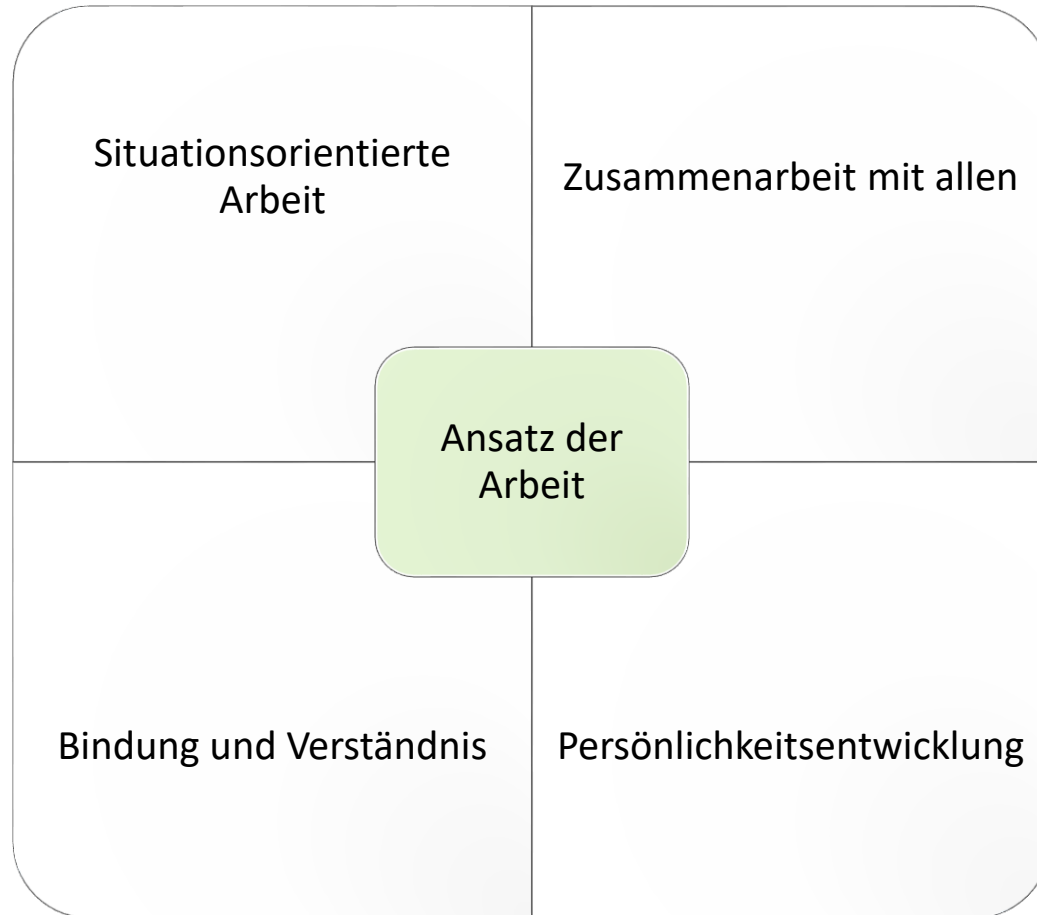 Situationsorientierte
Arbeit
Zusammenarbeit mit allen
Ansatz der
Arbeit
Bindung und Verständnis
Persönlichkeitsentwicklung